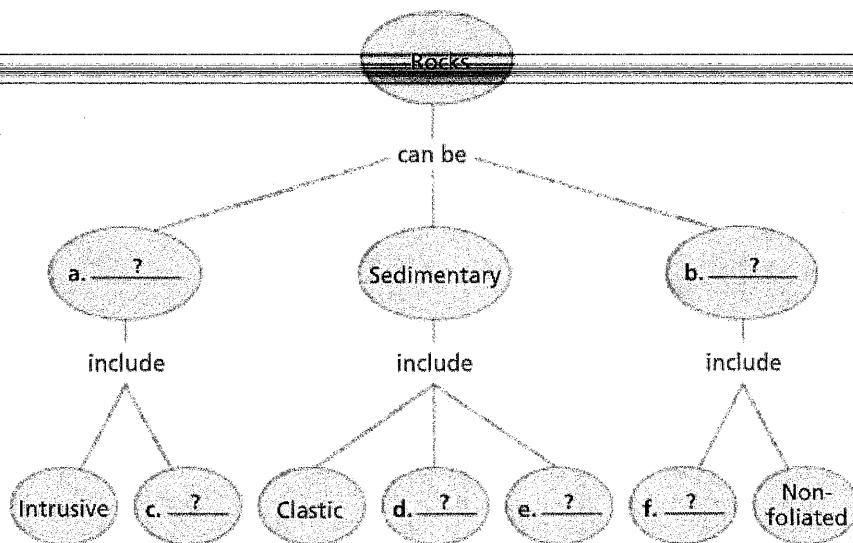 Rocks
can be
a. ?
Sedimentary
b. ?
include
include
include
Intrusive
c. ?
Clastic
d. ?
e. ?
f. ?
Non-
foliated